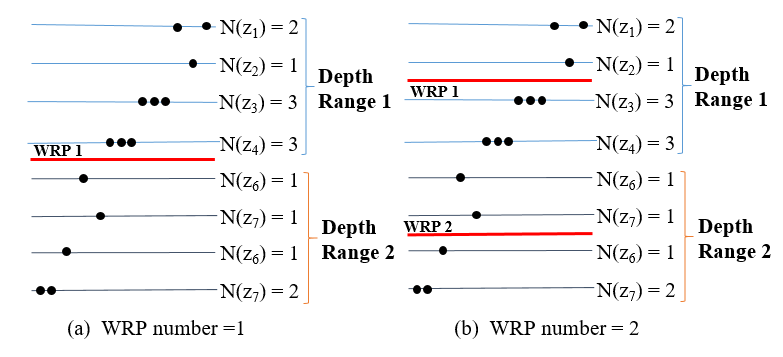 N(z₁) = 2
N(z₂) = 1
Depth
Range 1
N(z₃) = 3
WRP 1
N(z₄) = 3
N(z₆) = 1
N(z₇) = 1
Depth
Range 2
N(z₆) = 1
N(z₇) = 2
(a) WRP number =1
N(z₁) = 2
N(z₂) = 1
Depth
Range 1
WRP 1
N(z₃) = 3
N(z₄) = 3
N(z₆) = 1
N(z₇) = 1
WRP 2
Depth
Range 2
N(z₆) = 1
N(z₇) = 2
(b) WRP number = 2